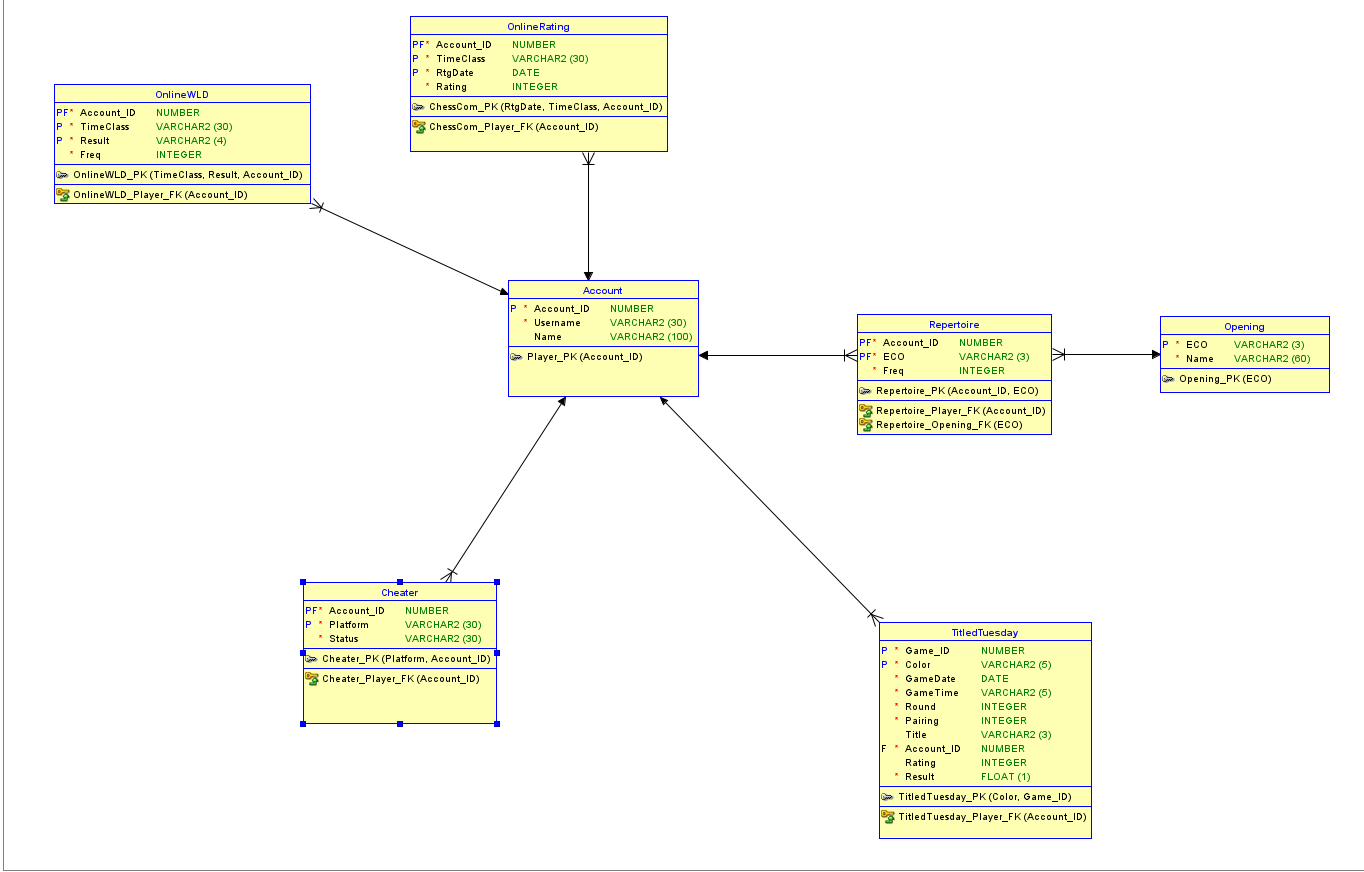 OnlineRating
PF* Account_ID NUMBER
P * TimeClass VARCHAR2 (30)
P * RtgDate DATE
* Rating INTEGER
ChessCom_PK (RtgDate, TimeClass, Account_ID)
ChessCom_Player_FK (Account_ID)
OnlineWLD
PF* Account_ID NUMBER
P * TimeClass VARCHAR2 (30)
P * Result VARCHAR2 (4)
* Freq INTEGER
OnlineWLD_PK (TimeClass, Result, Account_ID)
OnlineWLD_Player_FK (Account_ID)
Account
P * Account_ID NUMBER
* Username VARCHAR2 (30)
Name VARCHAR2 (100)
Player_PK (Account_ID)
Repertoire
PF* Account_ID NUMBER
PF* ECO VARCHAR2 (3)
* Freq INTEGER
Repertoire_PK (Account_ID, ECO)
Repertoire_Player_FK (Account_ID)
Repertoire_Opening_FK (ECO)
Opening
P * ECO VARCHAR2 (3)
* Name VARCHAR2 (60)
Opening_PK (ECO)
Cheater
PF* Account_ID NUMBER
P * Platform VARCHAR2 (30)
* Status VARCHAR2 (30)
Cheater_PK (Platform, Account_ID)
Cheater_Player_FK (Account_ID)
TitledTuesday
P * Game_ID NUMBER
P * Color VARCHAR2 (5)
* GameDate DATE
* GameTime VARCHAR2 (5)
* Round INTEGER
* Pairing INTEGER
Title VARCHAR2 (3)
F * Account_ID NUMBER
Rating INTEGER
* Result FLOAT (1)
TitledTuesday_PK (Color, Game_ID)
TitledTuesday_Player_FK (Account_ID)